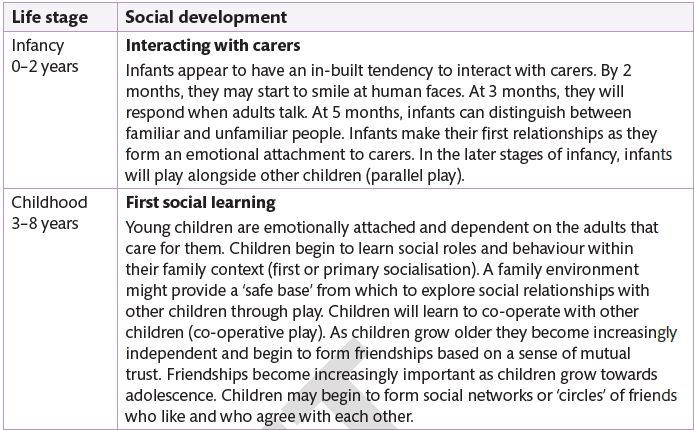 Life stage Social development
Infancy
0–2 years
Interacting with carers
Infants appear to have an in-built tendency to interact with carers. By 2
months, they may start to smile at human faces. At 3 months, they will
respond when adults talk. At 5 months, infants can distinguish between
familiar and unfamiliar people. Infants make their first relationships as they
form an emotional attachment to carers. In the later stages of infancy, infants
will play alongside other children (parallel play).
Childhood
3–8 years
First social learning
Young children are emotionally attached and dependent on the adults that
care for them. Children begin to learn social roles and behaviour within
their family context (first or primary socialisation). A family environment
might provide a ‘safe base’ from which to explore social relationships with
other children through play. Children will learn to co-operate with other
children (co-operative play). As children grow older they become increasingly
independent and begin to form friendships based on a sense of mutual
trust. Friendships become increasingly important as children grow towards
adolescence. Children may begin to form social networks or ‘circles’ of friends
who like and who agree with each other.